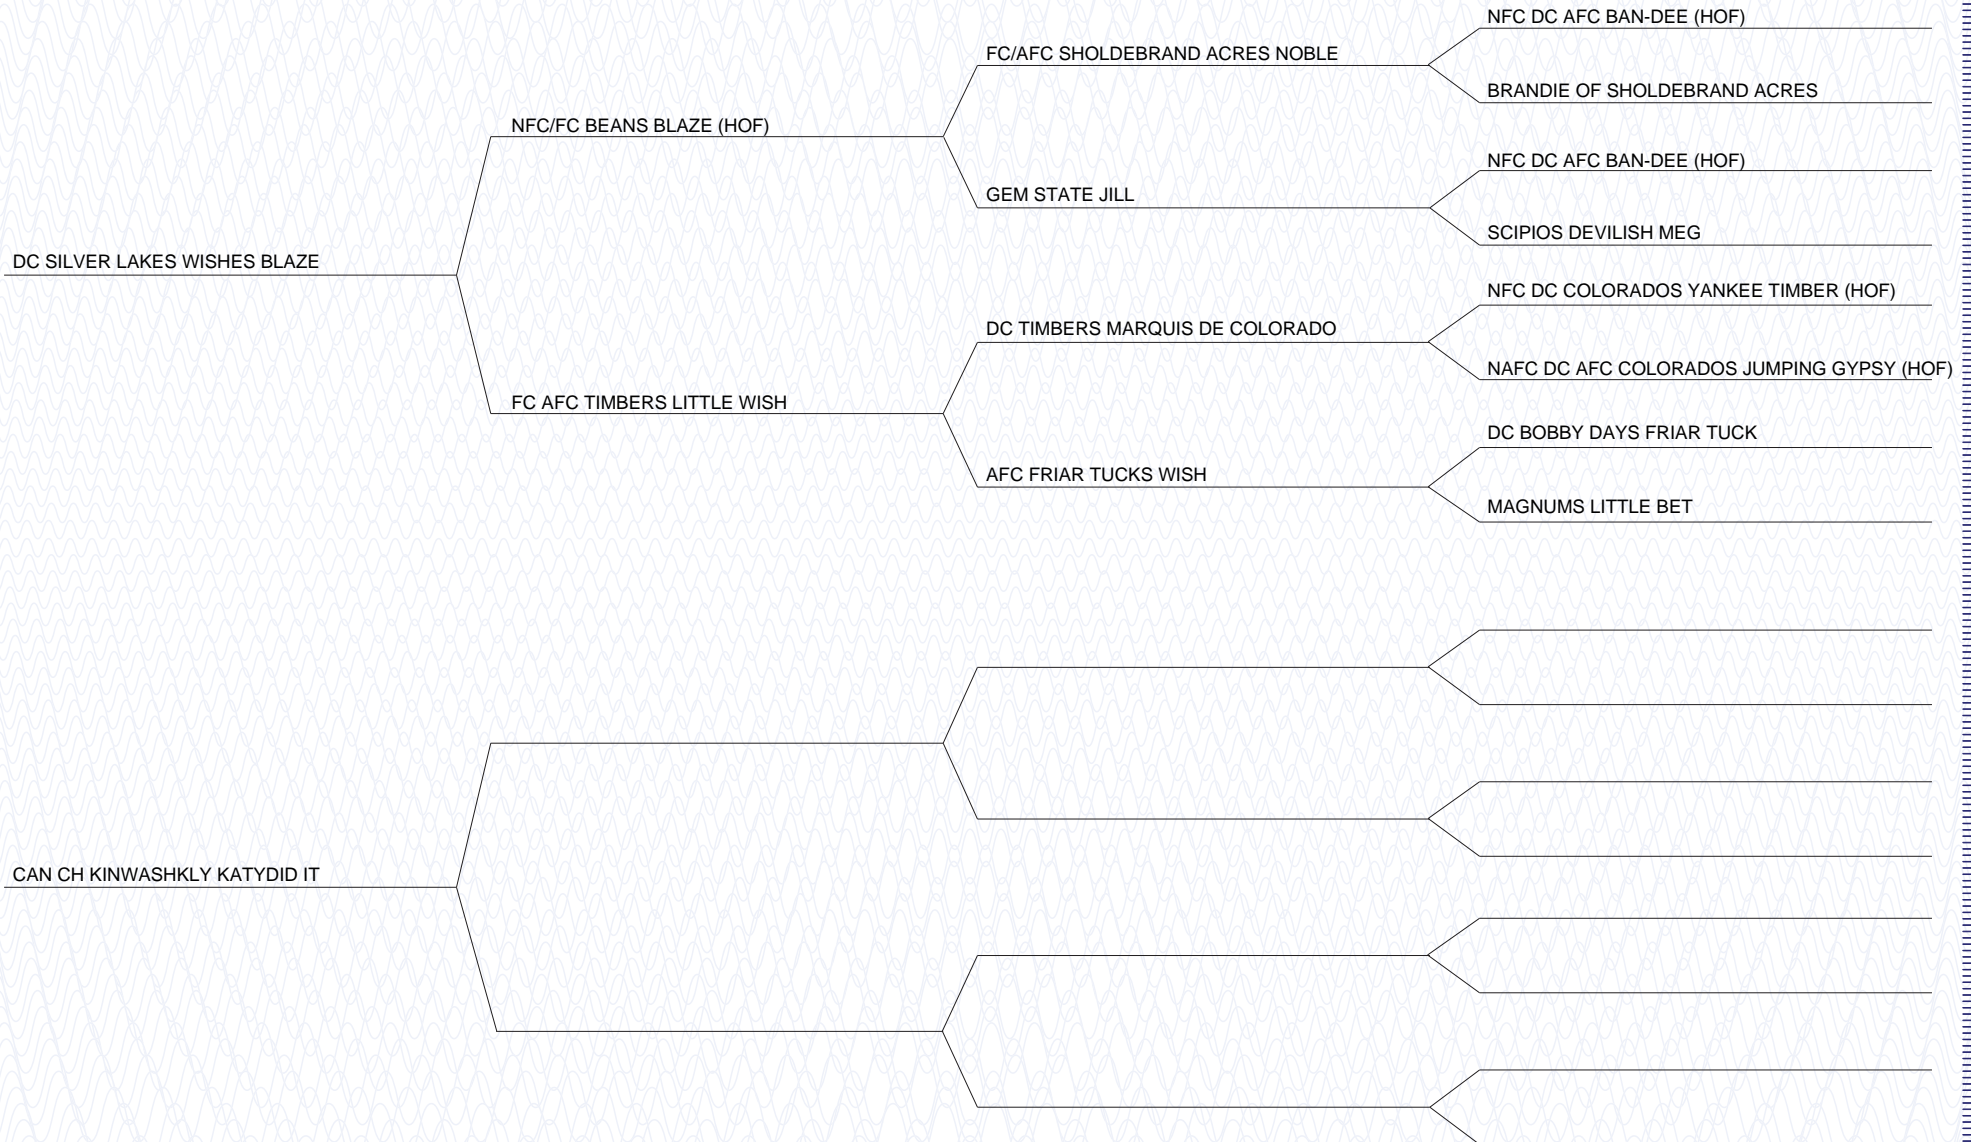 NFC DC AFC BAN-DEE (HOF)
FC/AFC SHOLDEBRAND ACRES NOBLE
BRANDIE OF SHOLDEBRAND ACRES
NFC/FC BEANS BLAZE (HOF)
NFC DC AFC BAN-DEE (HOF)
GEM STATE JILL
SCIPIOS DEVILISH MEG
DC SILVER LAKES WISHES BLAZE
NFC DC COLORADOS YANKEE TIMBER (HOF)
DC TIMBERS MARQUIS DE COLORADO
NAFC DC AFC COLORADOS JUMPING GYPSY (HOF)
FC AFC TIMBERS LITTLE WISH
DC BOBBY DAYS FRIAR TUCK
AFC FRIAR TUCKS WISH
MAGNUMS LITTLE BET
CAN CH KINWASHKLY KATYDID IT